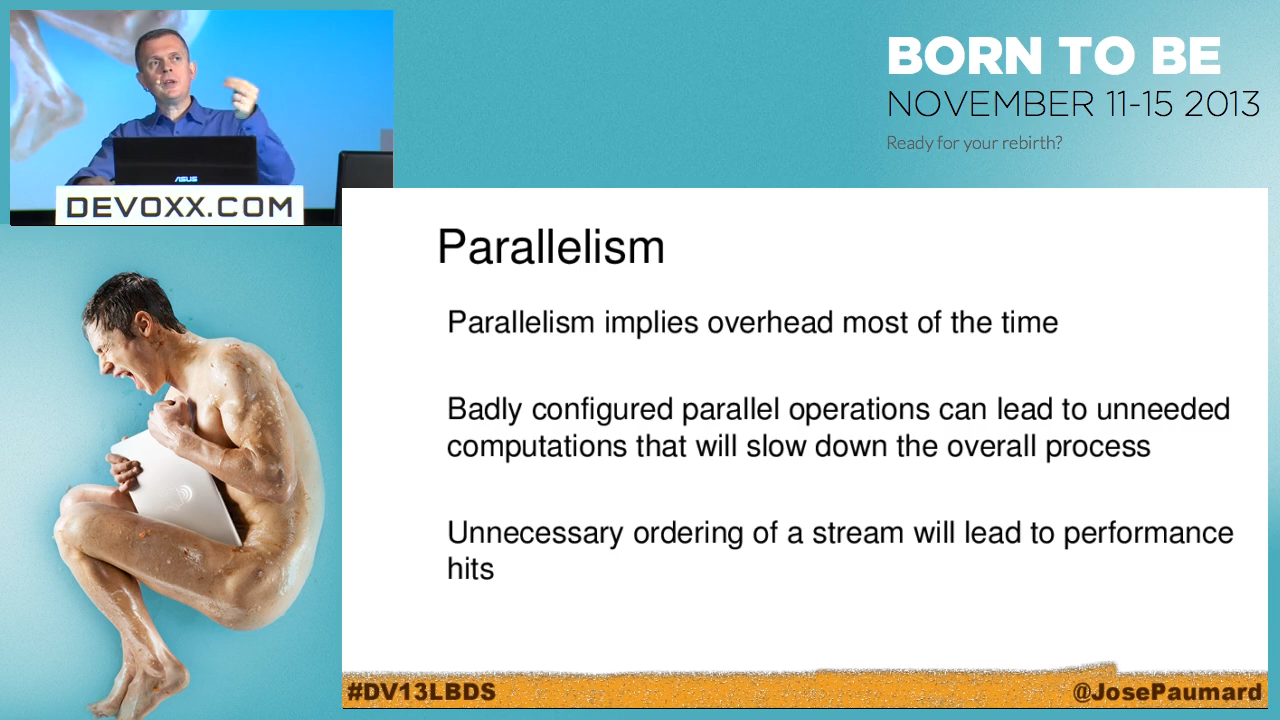 BORN TO BE
NOVEMBER 11-15 2013
Ready for your rebirth?
ASUS
DEVOXX.COM
Parallelism
Parallelism implies overhead most of the time
Badly configured parallel operations can lead to unneeded
computations that will slow down the overall process
Unnecessary ordering of a stream will lead to performance
hits
#DV13LBDS
@JosePaumard